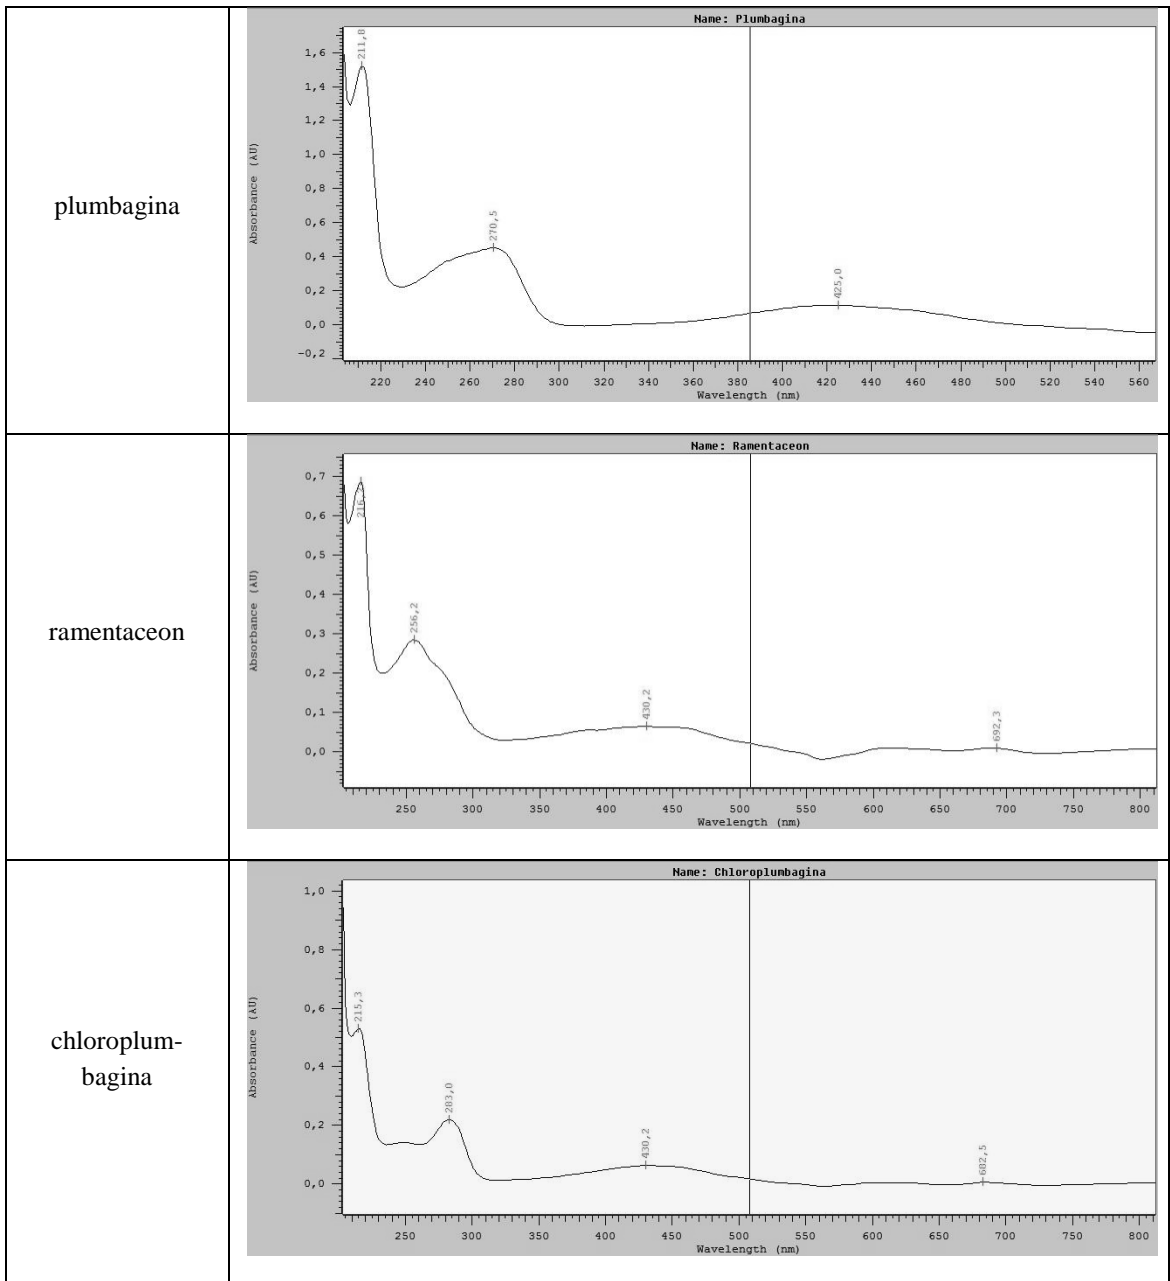 plumbagina
Name: Plumbagina
Absorbance (AU)
1,6
1,4
1,2
1,0
0,8
0,6
0,4
0,2
0,0
-0,2
211,8
270,5
425,0
220 240 260 280 300 320 340 360 380 400 420 440 460 480 500 520 540 560
Wavelength (nm)
ramentaceon
Name: Ramentaceon
Absorbance (AU)
0,7
0,6
0,5
0,4
0,3
0,2
0,1
0,0
256,2
430,2
692,3
250 300 350 400 450 500 550 600 650 700 750 800
Wavelength (nm)
chloroplum-
bagina
Name: Chloroplumbagina
Absorbance (AU)
1,0
0,8
0,6
0,4
0,2
0,0
215,3
283,0
430,2
682,5
250 300 350 400 450 500 550 600 650 700 750 800
Wavelength (nm)